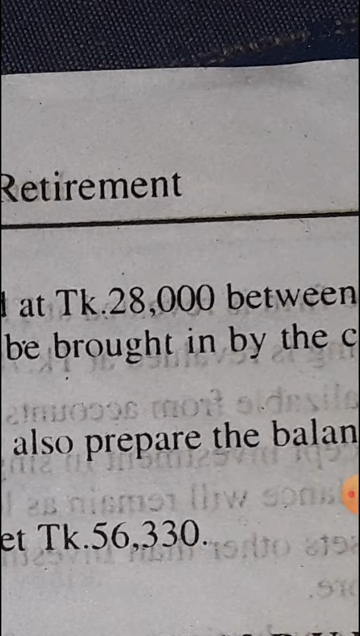 Retirement
at Tk.28,000 between
be brought in by the c
also prepare the balan
et Tk.56,330.